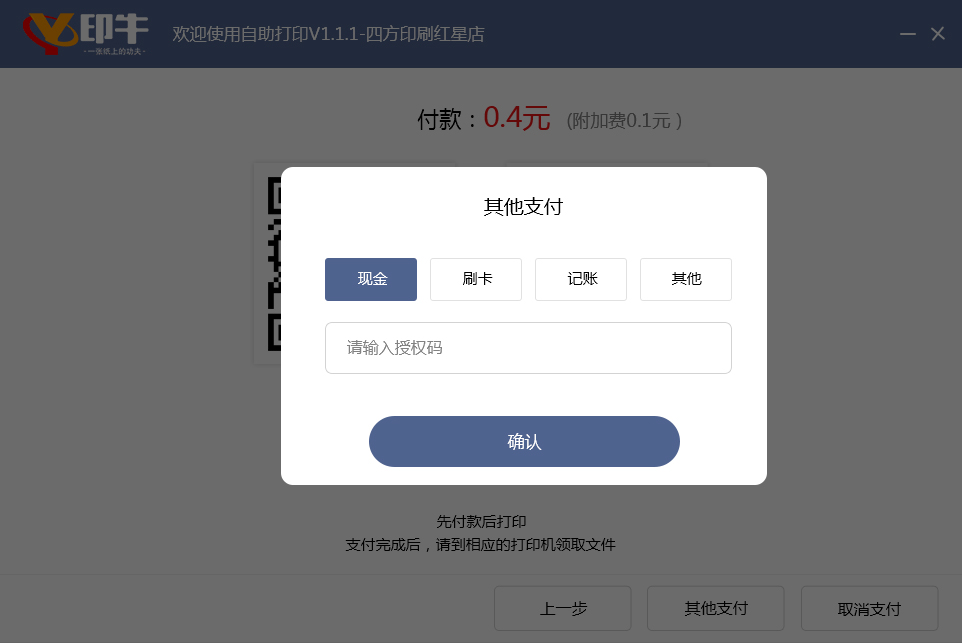 印牛
·一张纸上的功夫·
欢迎使用自助打印V1.1.1-四方印刷红星店
付款：0.4元 (附加费0.1元 )
其他支付
现金 刷卡 记账 其他
请输入授权码
确认
先付款后打印
支付完成后，请到相应的打印机领取文件
上一步 其他支付 取消支付